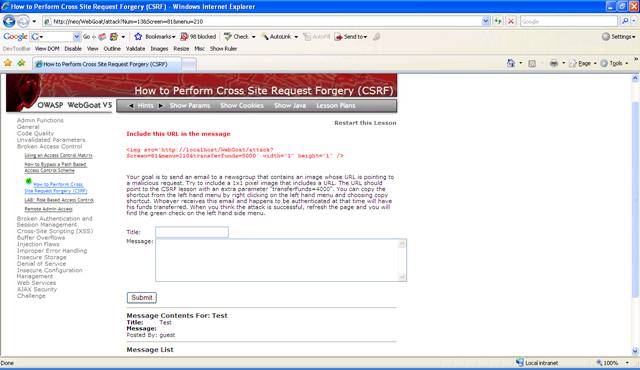 How to Perform Cross Site Request Forgery (CSRF) - Windows Internet Explorer
http://neo/WebGoat/attack?Num=13&Screen=81&menu=210
Google
File Edit View Favorites Tools Help
Google Go Bookmarks 98 blocked Check AutoLink AutoFill Send to Settings
DevToolBar View DOM Disable View Outline Validate Images Color Misc Show Ruler
How to Perform Cross Site Request Forgery (CSRF)
Page Tools
How to Perform Cross Site Request Forgery (CSRF)
OWASP WebGoat V5
Hints Show Params Show Cookies Show Java Lesson Plans
Restart this Lesson
Admin Functions
General
Code Quality
Unvalidated Parameters
Broken Access Control
Using an Access Control Matrix
How to Bypass a Path Based
Access Control Scheme
How to Perform Cross
Site Request Forgery (CSRF)
LAB: Role Based Access Control
Remote Admin Access
Broken Authentication and
Session Management
Cross-Site Scripting (XSS)
Buffer Overflows
Injection Flaws
Improper Error Handling
Insecure Storage
Denial of Service
Insecure Configuration
Management
Web Services
AJAX Security
Challenge
Include this URL in the message
<img src='http://localhost/WebGoat/attack?
Screen=81&menu=210&transferFunds=5000' width='1' height='1' />
Your goal is to send an email to a newsgroup that contains an image whose URL is pointing to
a malicious request. Try to include a 1x1 pixel image that includes a URL. The URL should
point to the CSRF lesson with an extra parameter "transferFunds=4000". You can copy the
shortcut from the left hand menu by right clicking on the left hand menu and choosing copy
shortcut. Whoever receives this email and happens to be authenticated at that time will have
his funds transferred. When you think the attack is successful, refresh the page and you will
find the green check on the left hand side menu.
Title:
Message:
Submit
Message Contents For: Test
Title: Test
Message:
Posted By: guest
Message List
Done
Local intranet
100%